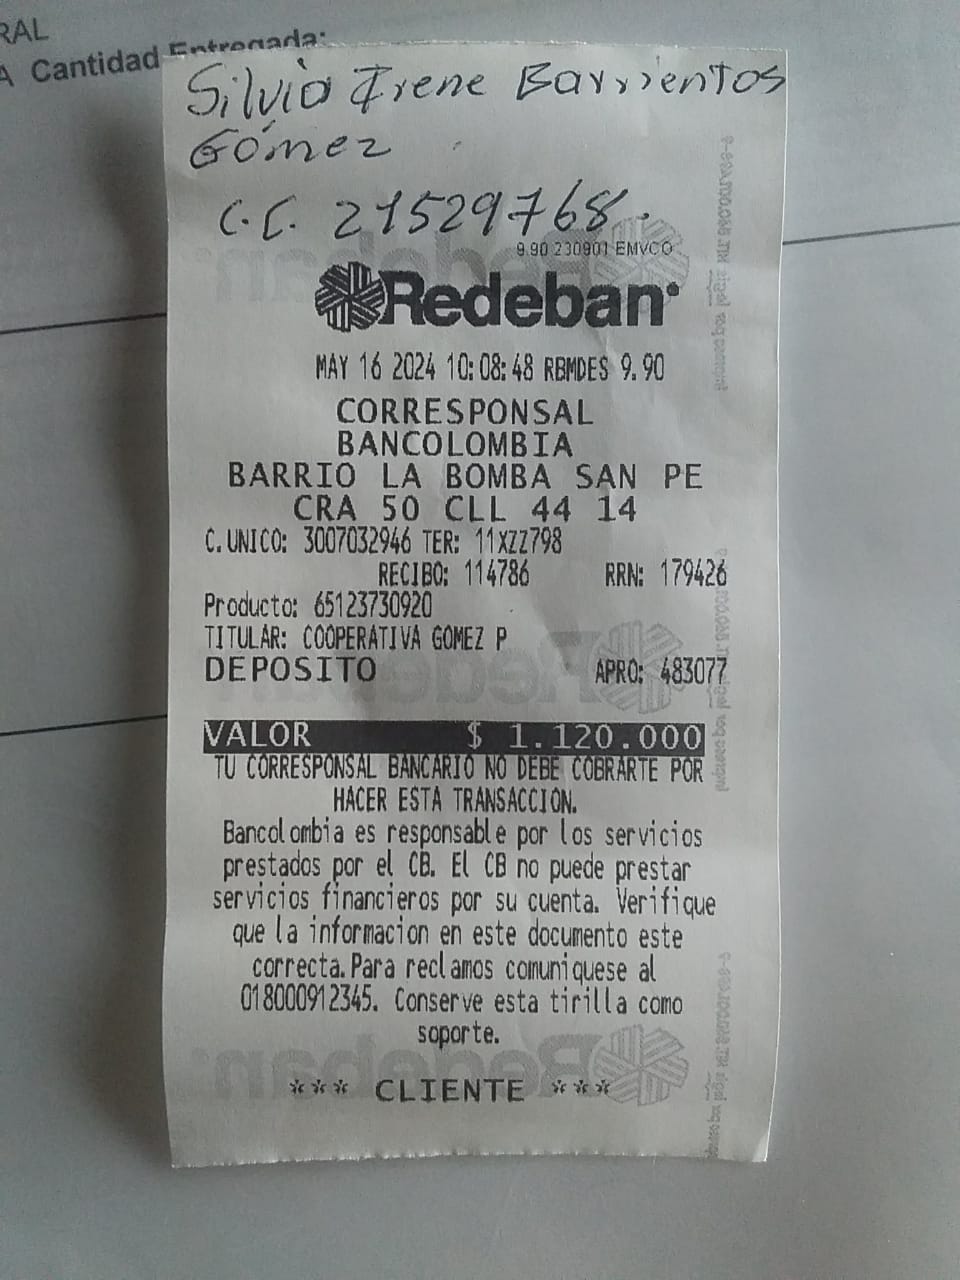 RAL
A Cantidad Entregada:
Silvia Irene Barrientos
Gómez
C.C. 21529768.
9.90 230901 EMVCO
Redeban
MAY 16 2024 10:08:48 RBMDES 9.90
CORRESPONSAL
BANCOLOMBIA
BARRIO LA BOMBA SAN PE
CRA 50 CLL 44 14
C.UNICO: 3007032946 TER: 11XZZ798
RECIBO: 114786 RRN: 179426
Producto: 65123730920
TITULAR: COOPERATIVA GOMEZ P
DEPOSITO APRO: 483077
VALOR $ 1.120.000
TU CORRESPONSAL BANCARIO NO DEBE COBRARTE POR
HACER ESTA TRANSACCION.
Bancolombia es responsable por los servicios
prestados por el CB. El CB no puede prestar
servicios financieros por su cuenta. Verifique
que la informacion en este documento este
correcta.Para reclamos comuniquese al
018000912345. Conserve esta tirilla como
soporte.
*** CLIENTE ***